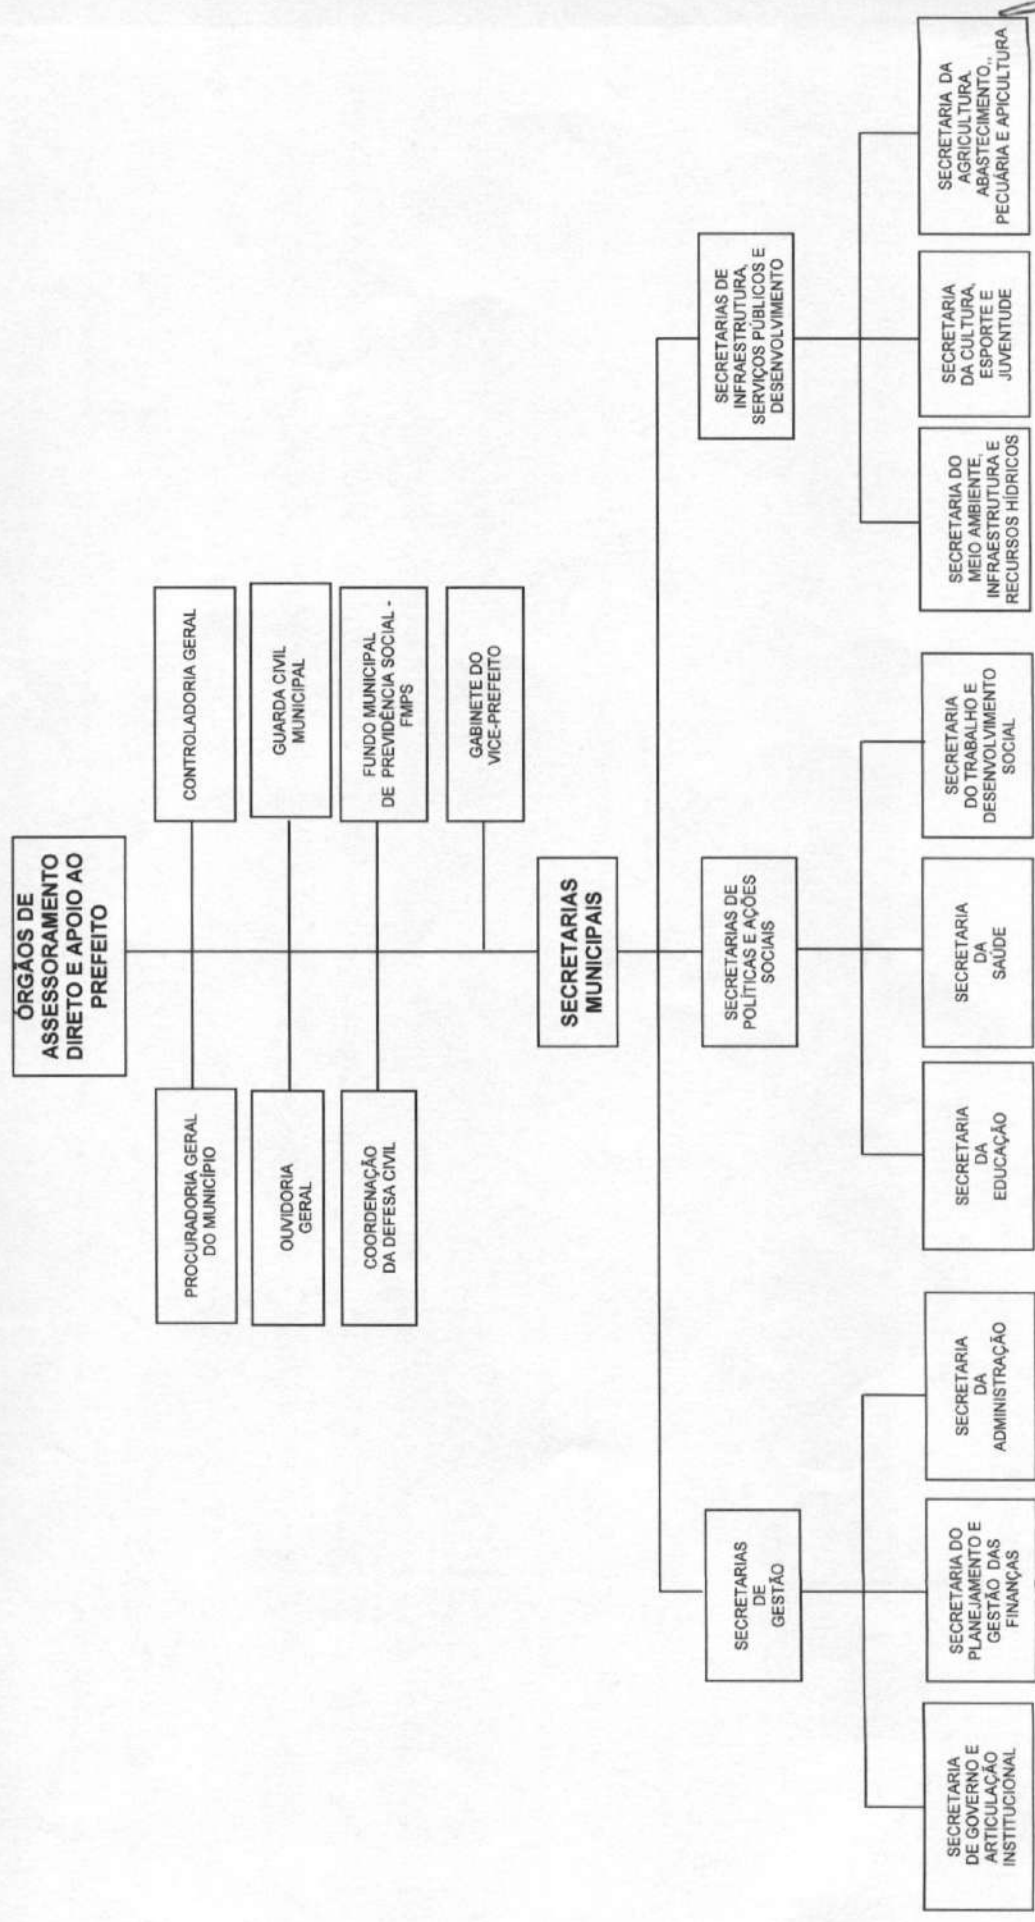 ÓRGÃOS DE
ASSESSORAMENTO
DIRETO E APOIO AO
PREFEITO
PROCURADORIA GERAL
DO MUNICÍPIO
CONTROLADORIA GERAL
OUVIDORIA
GERAL
GUARDA CIVIL
MUNICIPAL
COORDENAÇÃO
DA DEFESA CIVIL
FUNDO MUNICIPAL
DE PREVIDÊNCIA SOCIAL -
FMPS
GABINETE DO
VICE-PREFEITO
SECRETARIAS
MUNICIPAIS
SECRETARIAS
DE
GESTÃO
SECRETARIAS DE
POLÍTICAS E AÇÕES
SOCIAIS
SECRETARIAS DE
INFRAESTRUTURA,
SERVIÇOS PÚBLICOS E
DESENVOLVIMENTO
SECRETARIA
DE GOVERNO E
ARTICULAÇÃO
INSTITUCIONAL
SECRETARIA DO
PLANEJAMENTO E
GESTÃO DAS
FINANÇAS
SECRETARIA
DA
ADMINISTRAÇÃO
SECRETARIA
DA
EDUCAÇÃO
SECRETARIA
DA
SAÚDE
SECRETARIA
DO TRABALHO E
DESENVOLVIMENTO
SOCIAL
SECRETARIA DO
MEIO AMBIENTE,
INFRAESTRUTURA E
RECURSOS HÍDRICOS
SECRETARIA
DA CULTURA,
ESPORTE E
JUVENTUDE
SECRETARIA DA
AGRICULTURA,
ABASTECIMENTO,,
PECUÁRIA E APICULTURA